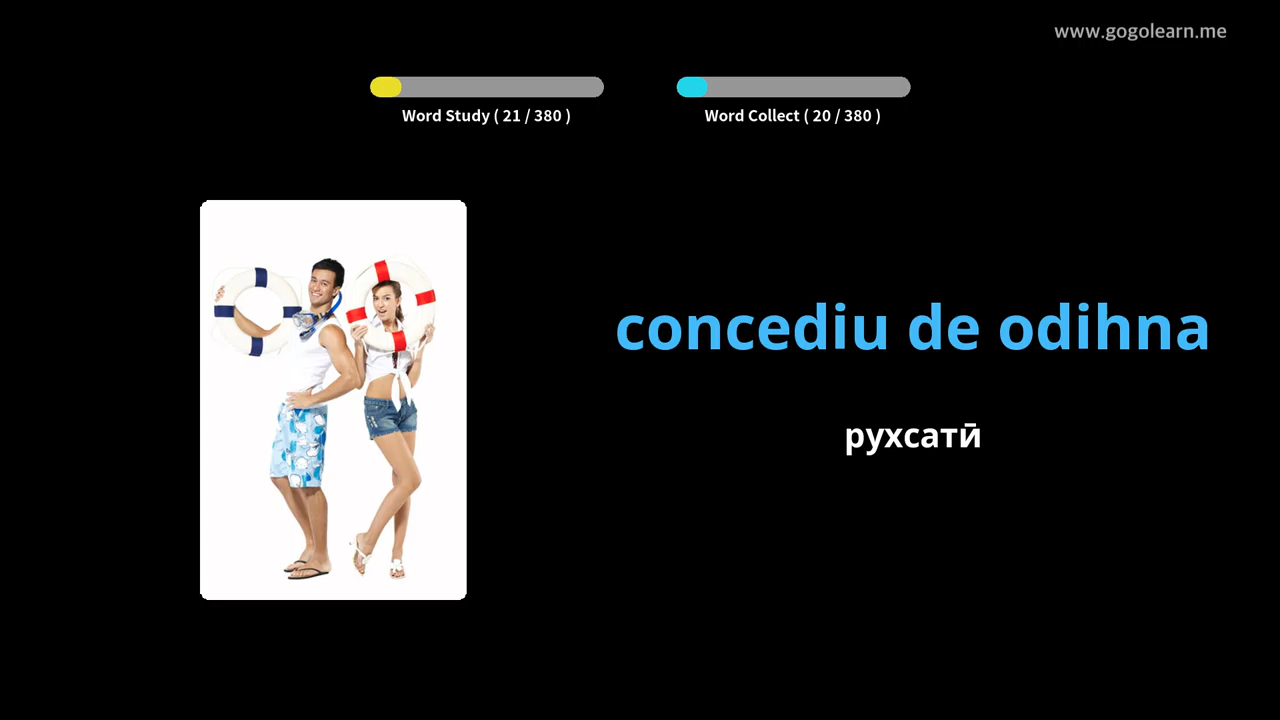 www.gogolearn.me
Word Study ( 21 / 380 )
Word Collect ( 20 / 380 )
concediu de odihna
рухсатӣ